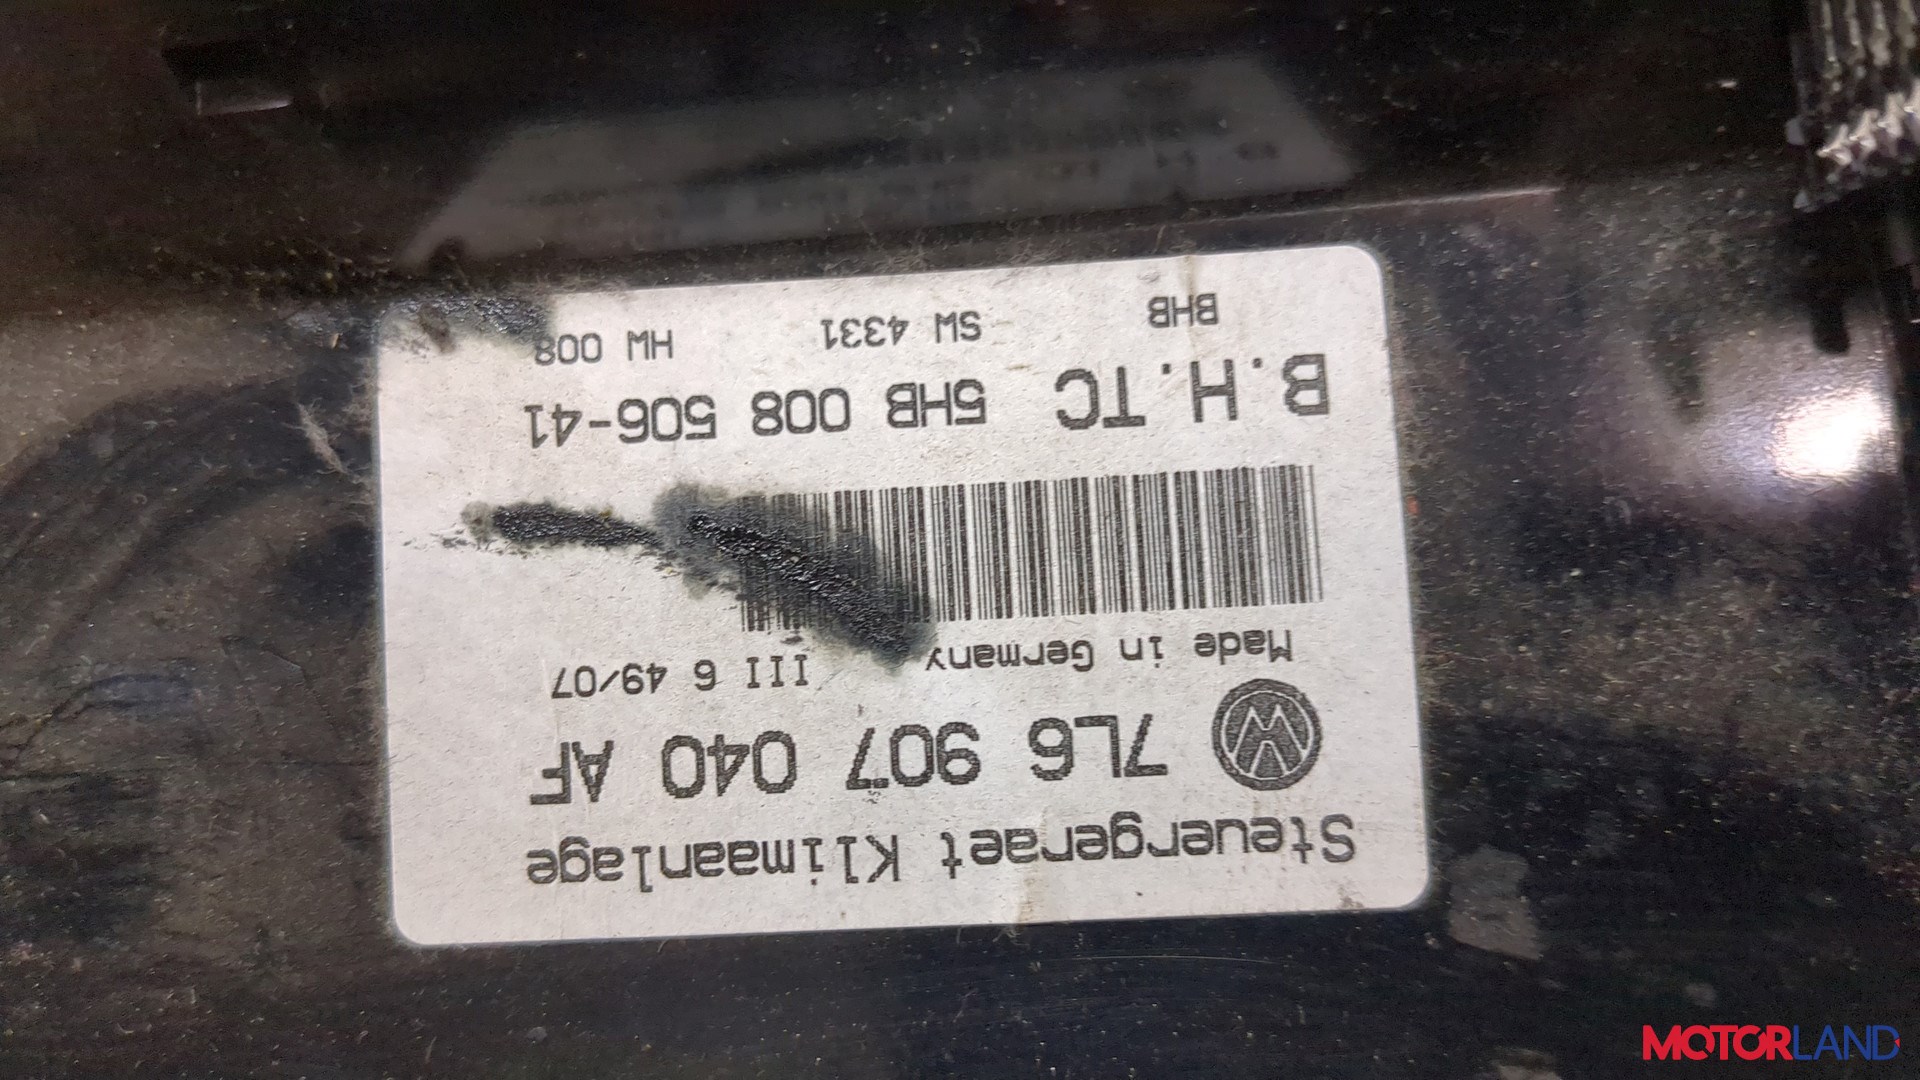 Steuergeraet Klimaanlage
7L6 907 040 AF
Made in Germany III 6 49/07
B.H.TC 5HB 008 506-41
BHB SW 4331 HW 008
MOTORLAND